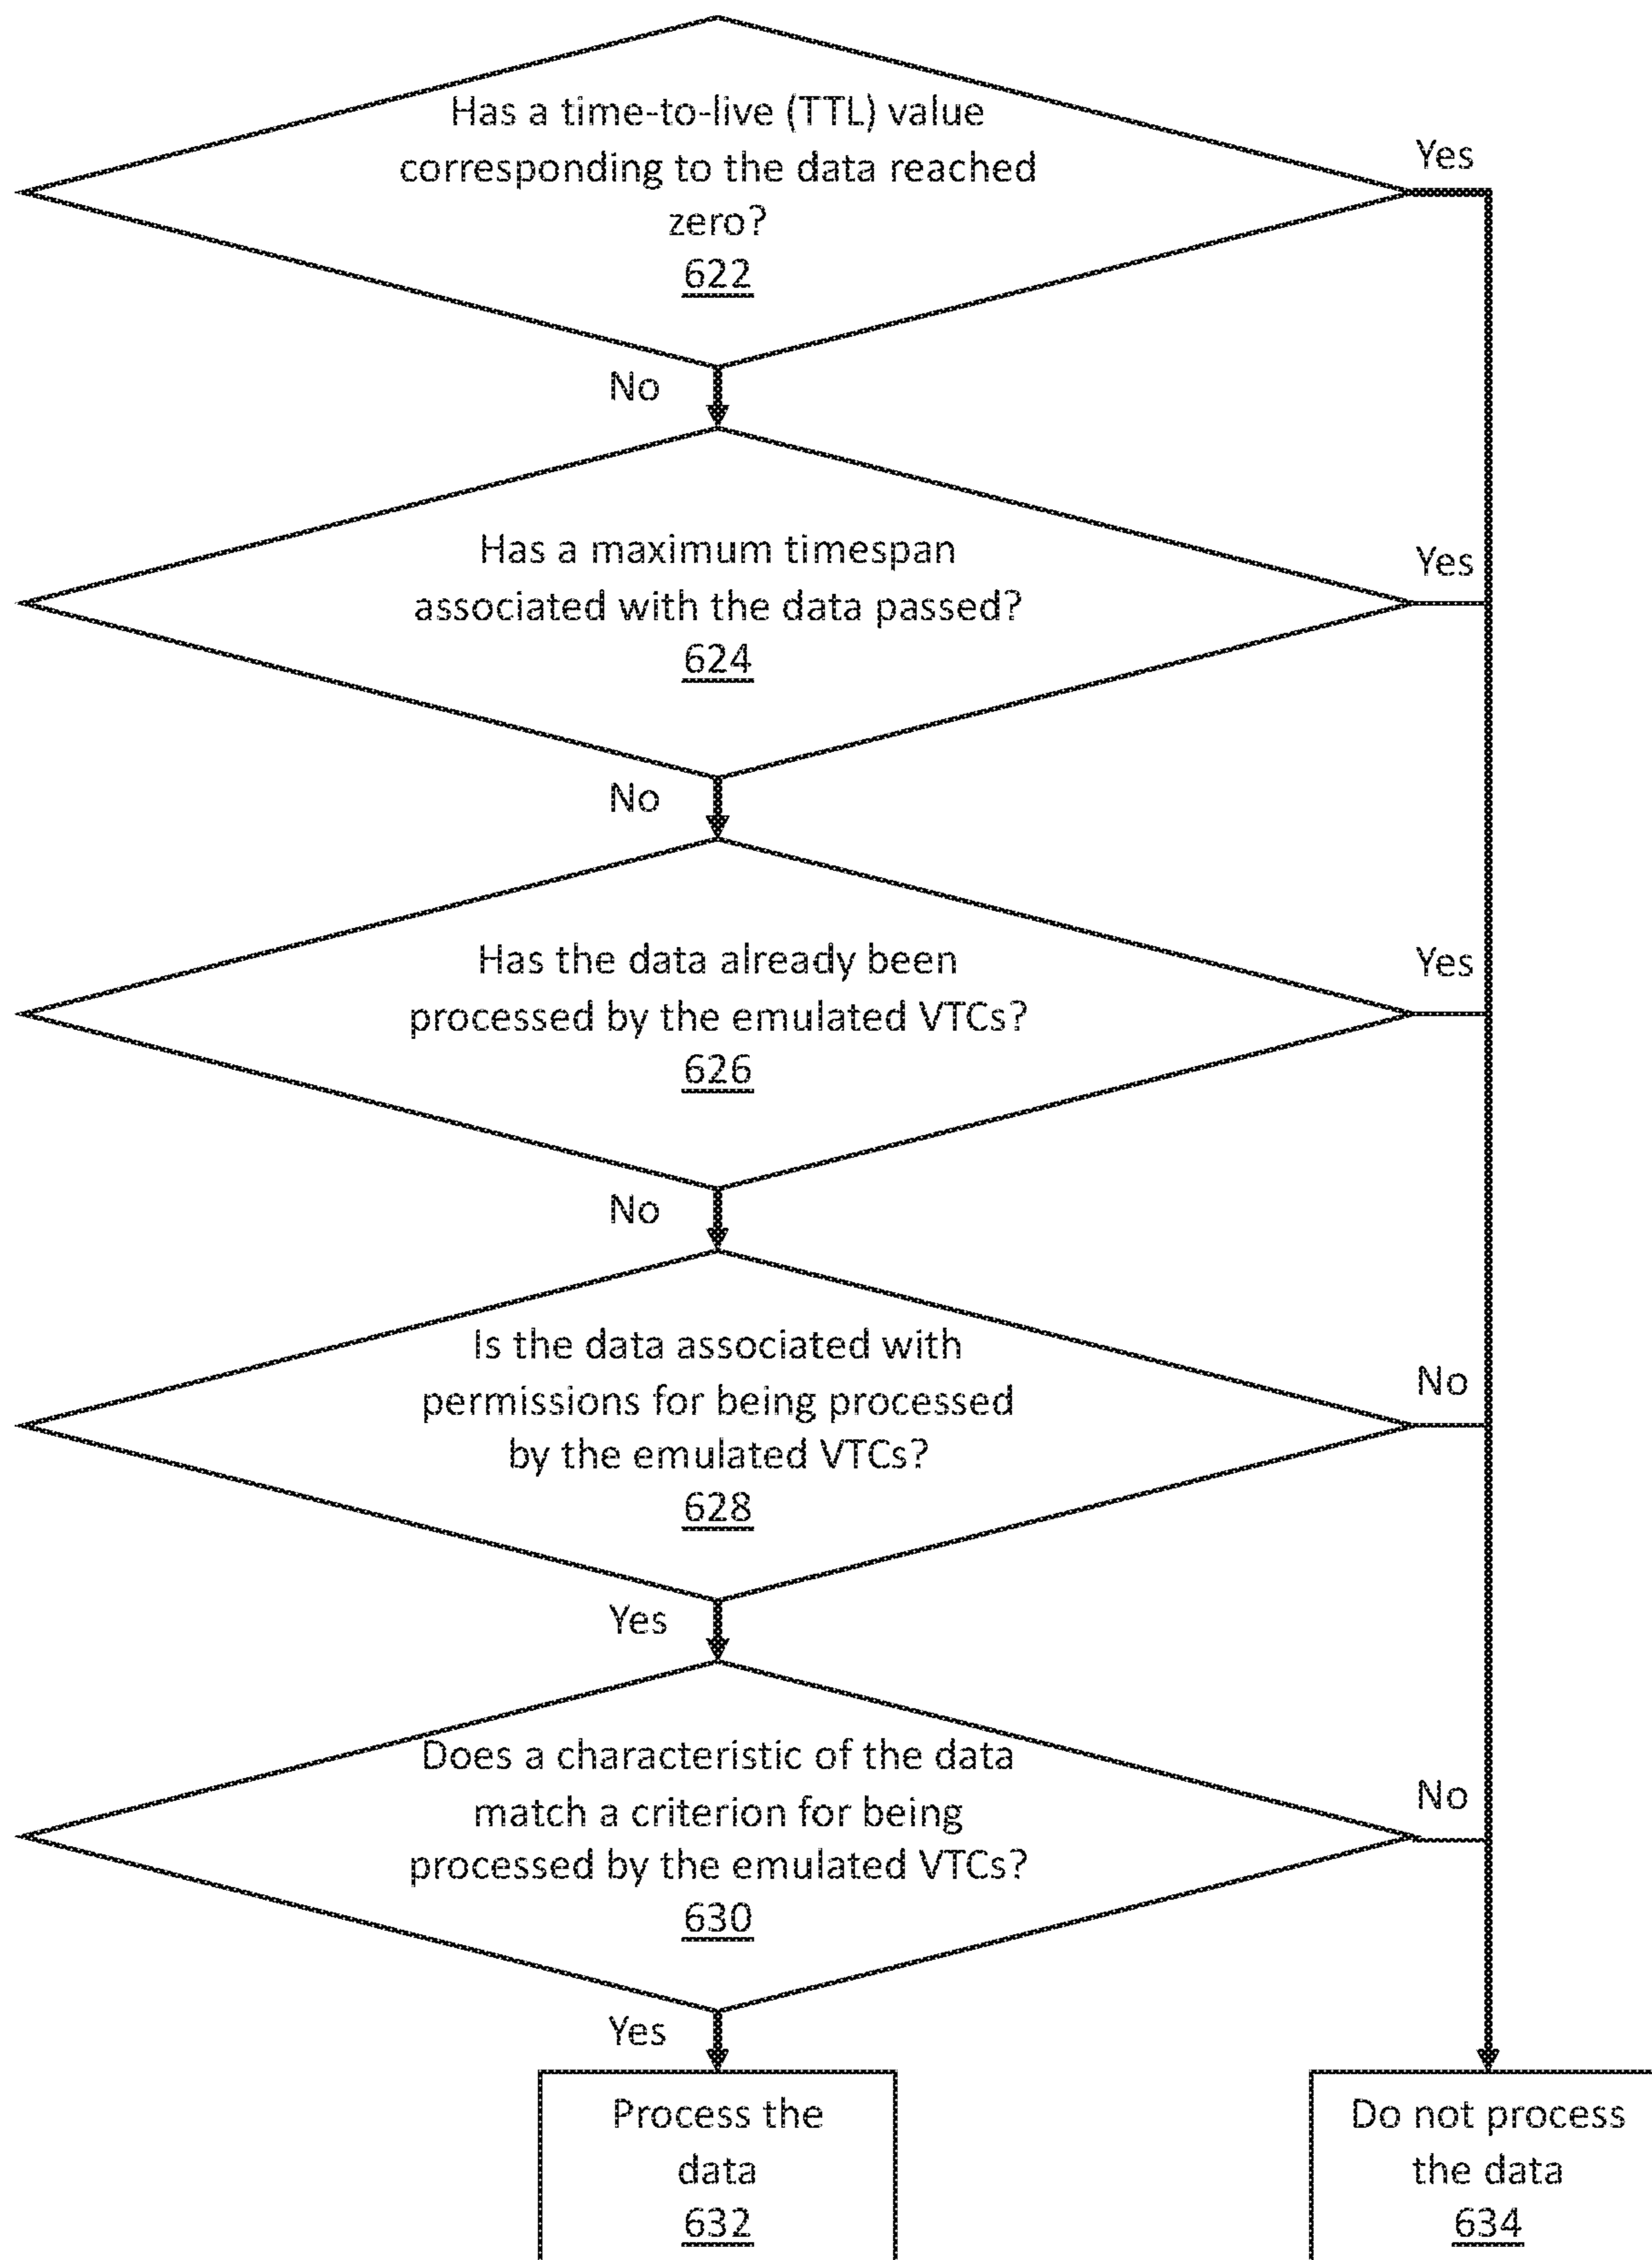 Has a time-to-live (TTL) value
corresponding to the data reached
zero?
622
Yes
No
Has a maximum timespan
associated with the data passed?
624
Yes
No
Has the data already been
processed by the emulated VTCs?
626
Yes
No
Is the data associated with
permissions for being processed
by the emulated VTCs?
628
No
Yes
Does a characteristic of the data
match a criterion for being
processed by the emulated VTCs?
630
No
Yes
Process the
data
632
Do not process
the data
634